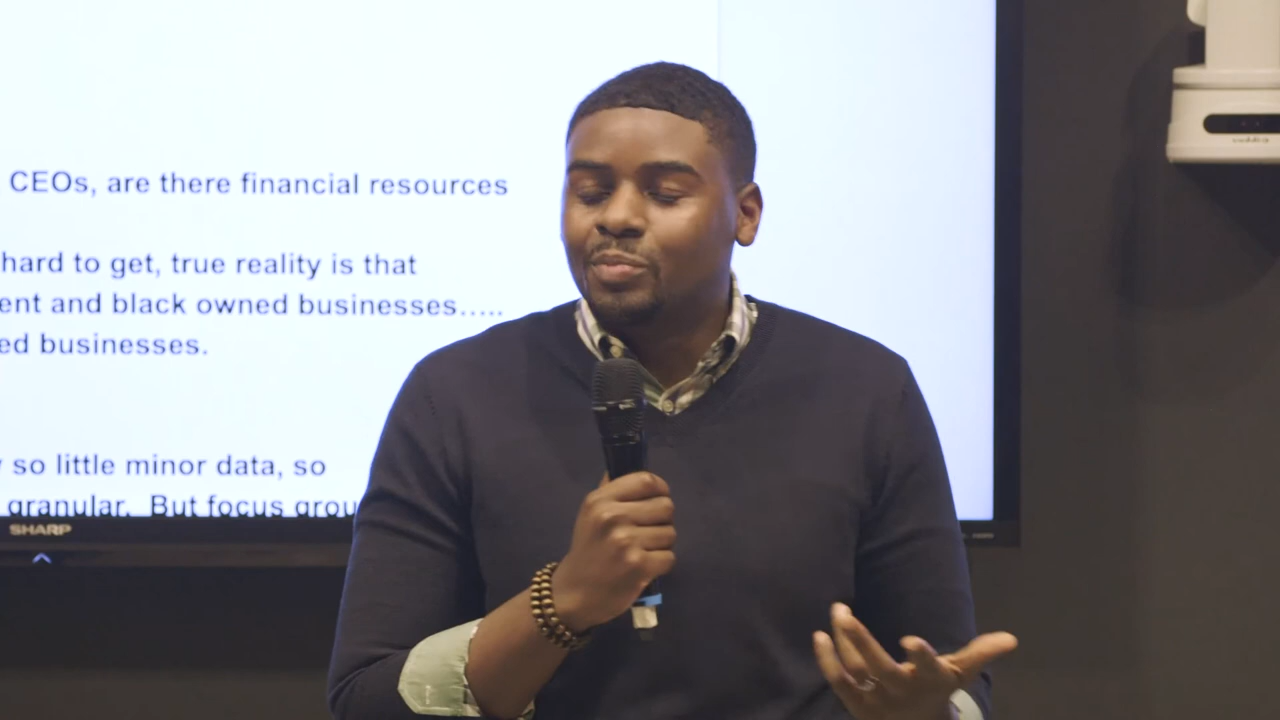 CEOs, are there financial resources
hard to get, true reality is that
ent and black owned businesses.....
ed businesses.
so little minor data, so
granular. But focus grou
SHARP